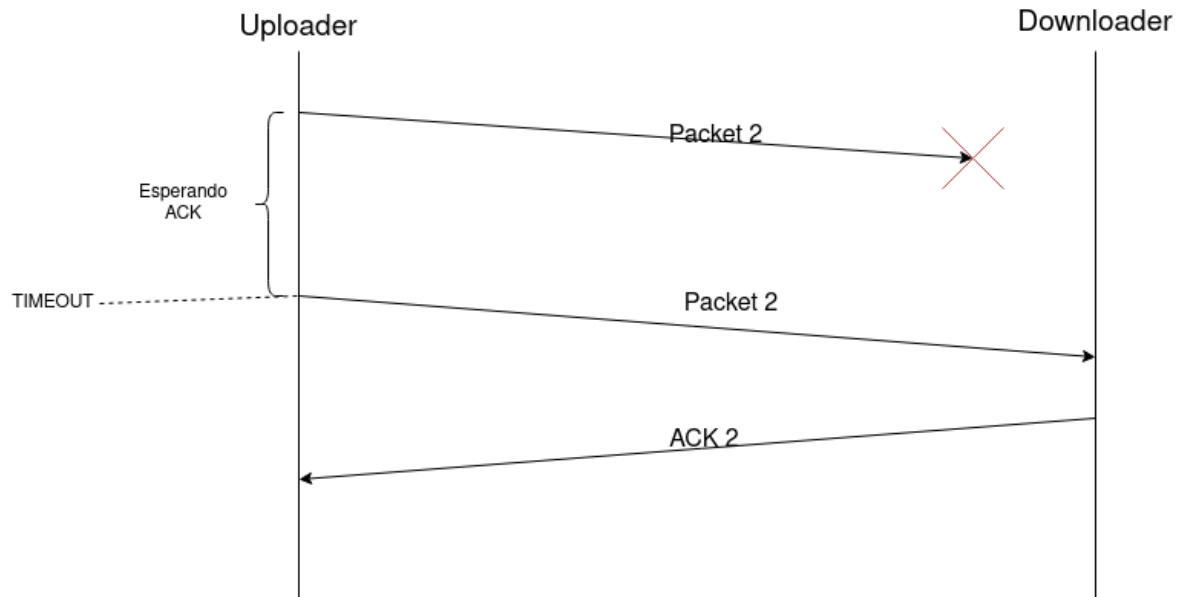 Uploader
Downloader
Packet 2
Esperando
ACK
TIMEOUT
Packet 2
ACK 2